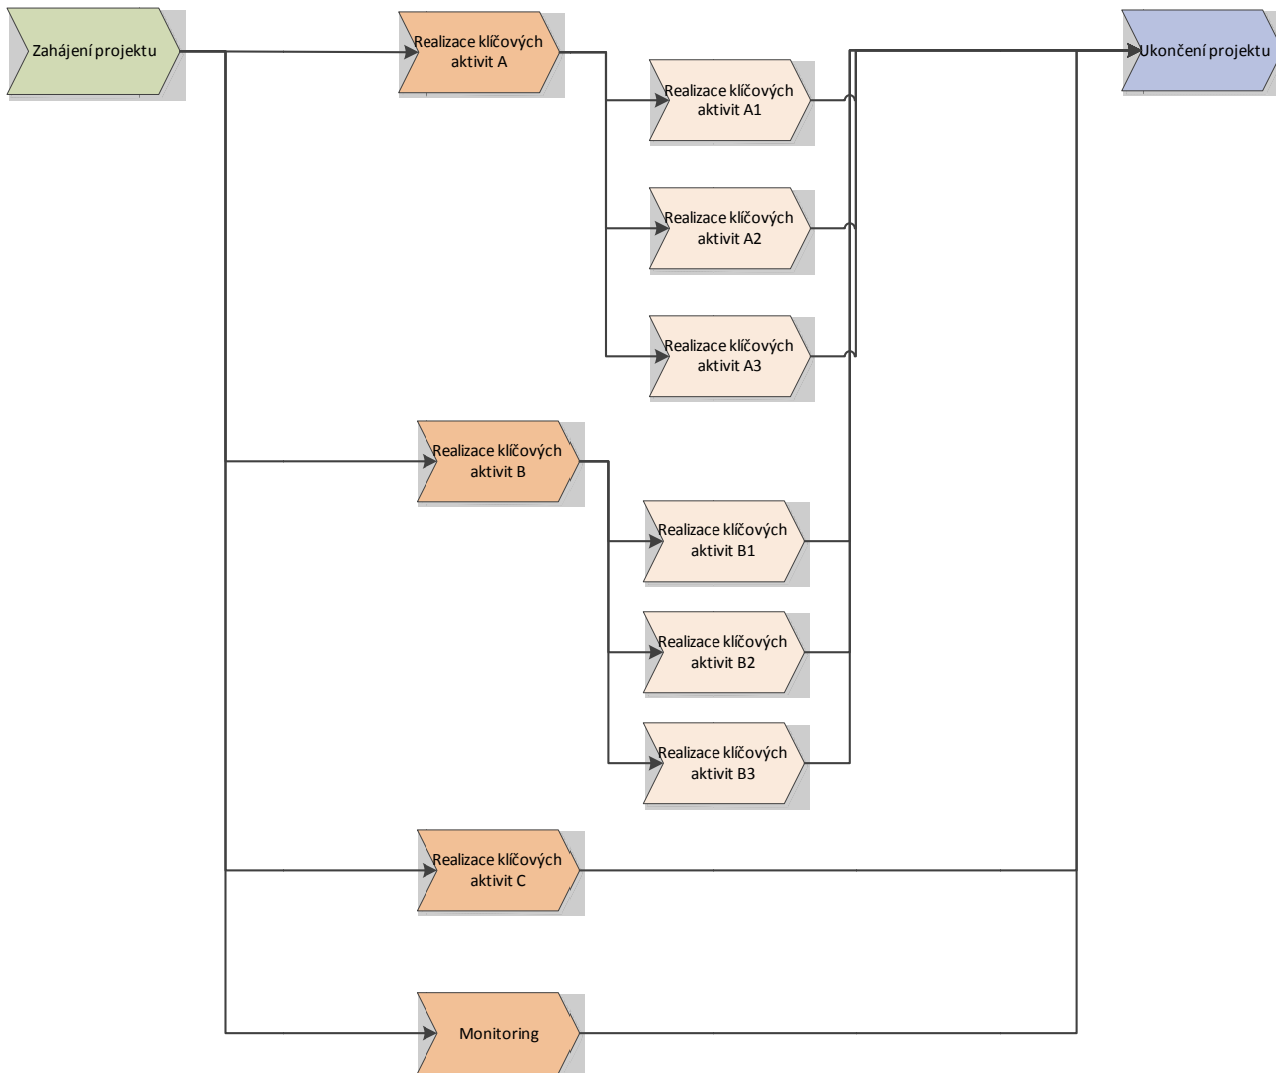 Zahájení projektu
Realizace klíčových
aktivit A
Ukončení projektu
Realizace klíčových
aktivit A1
Realizace klíčových
aktivit A2
Realizace klíčových
aktivit A3
Realizace klíčových
aktivit B
Realizace klíčových
aktivit B1
Realizace klíčových
aktivit B2
Realizace klíčových
aktivit B3
Realizace klíčových
aktivit C
Monitoring